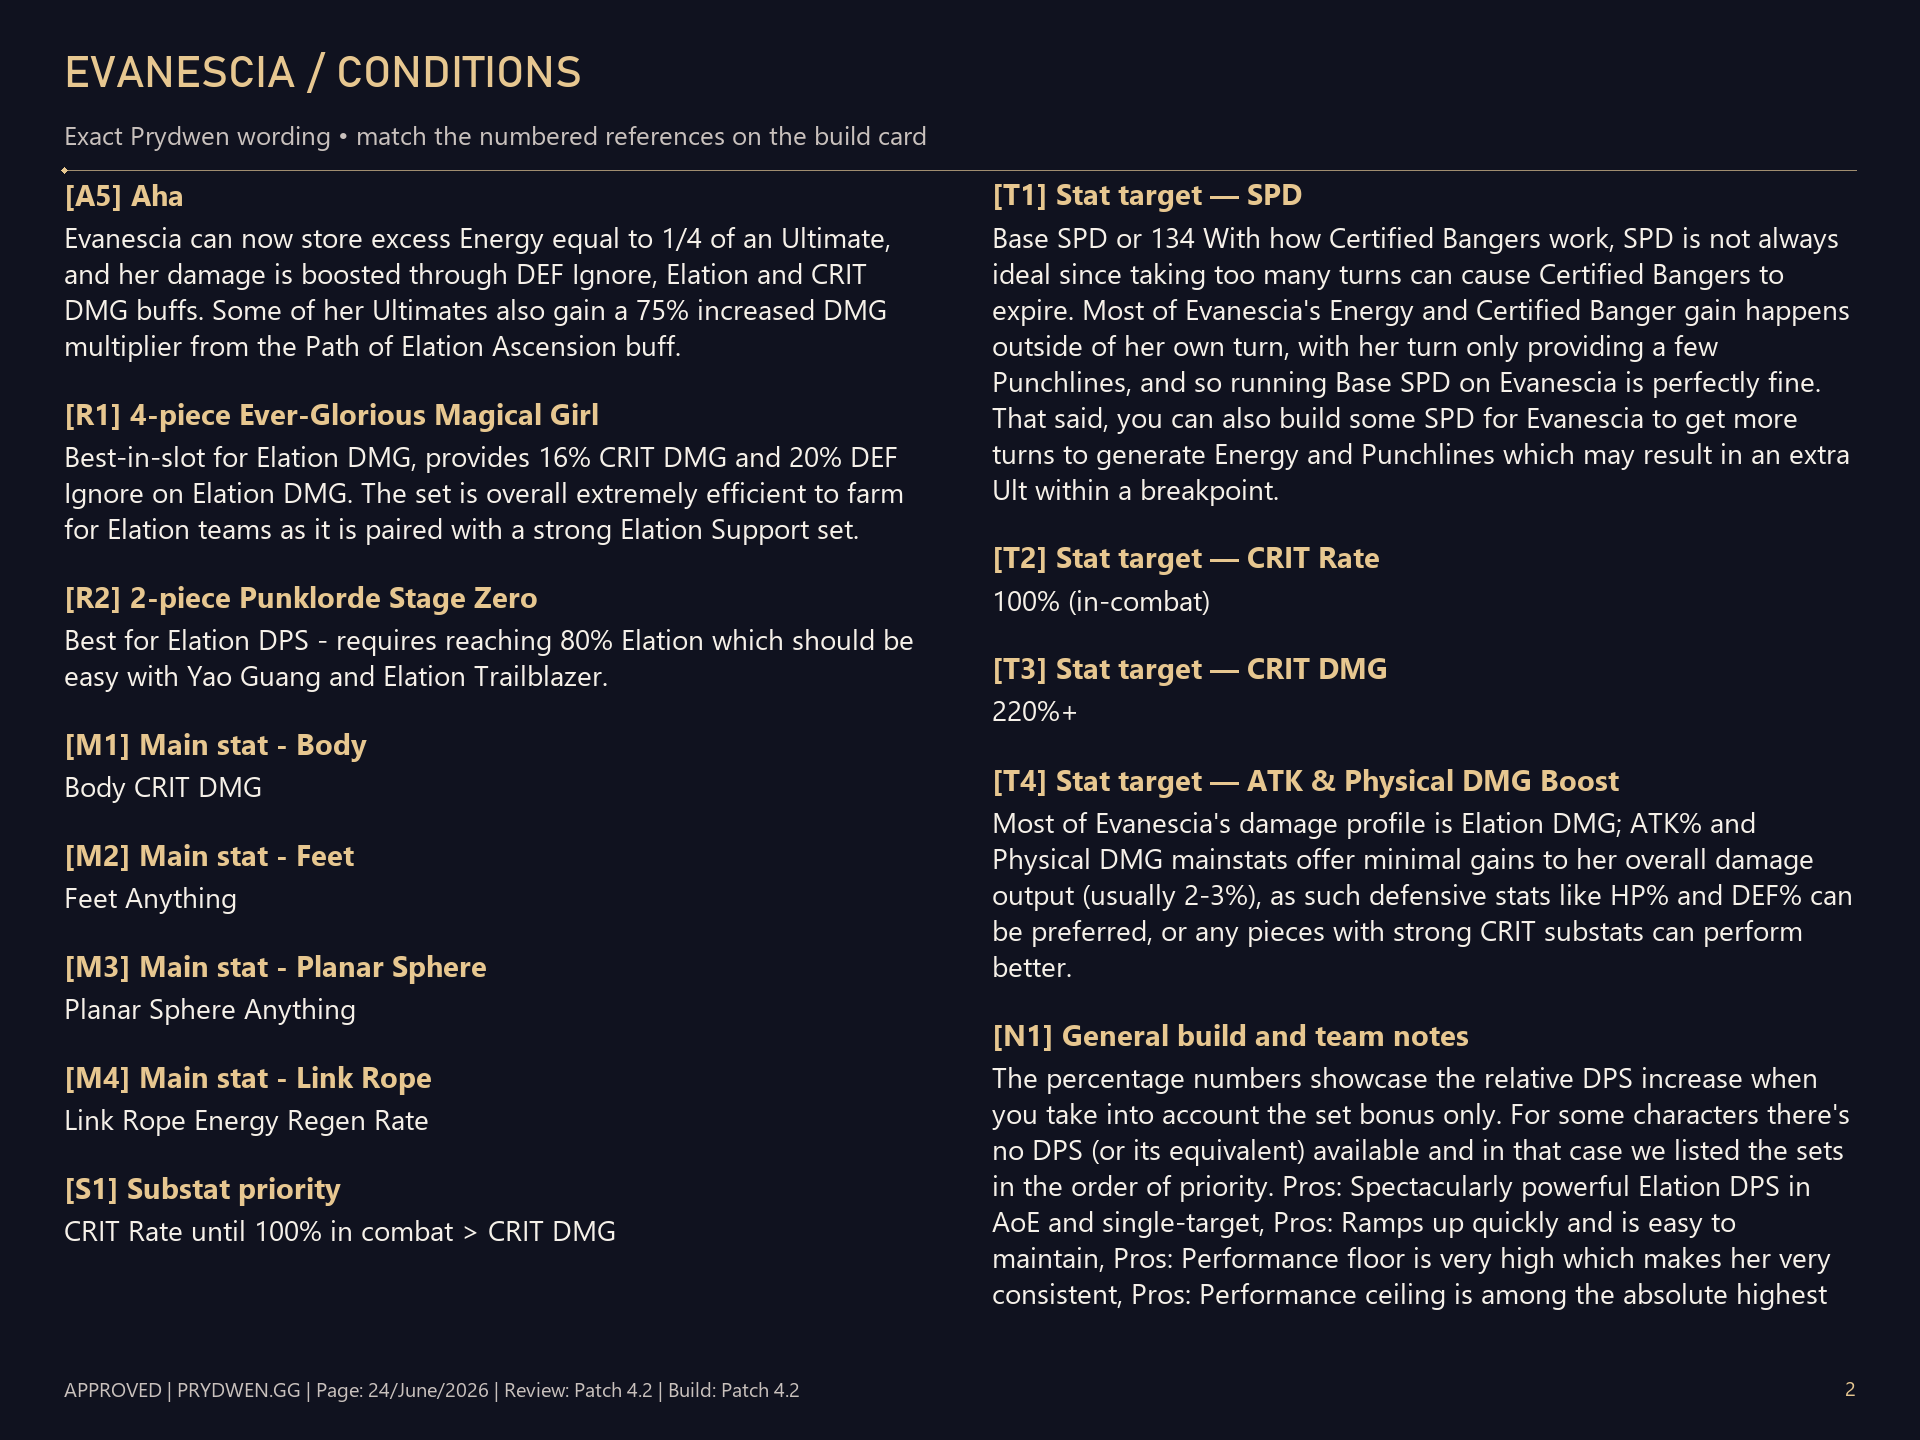 EVANESCIA / CONDITIONS
Exact Prydwen wording • match the numbered references on the build card
[A5] Aha
Evanescia can now store excess Energy equal to 1/4 of an Ultimate,
and her damage is boosted through DEF Ignore, Elation and CRIT
DMG buffs. Some of her Ultimates also gain a 75% increased DMG
multiplier from the Path of Elation Ascension buff.
[R1] 4-piece Ever-Glorious Magical Girl
Best-in-slot for Elation DMG, provides 16% CRIT DMG and 20% DEF
Ignore on Elation DMG. The set is overall extremely efficient to farm
for Elation teams as it is paired with a strong Elation Support set.
[R2] 2-piece Punklorde Stage Zero
Best for Elation DPS - requires reaching 80% Elation which should be
easy with Yao Guang and Elation Trailblazer.
[M1] Main stat - Body
Body CRIT DMG
[M2] Main stat - Feet
Feet Anything
[M3] Main stat - Planar Sphere
Planar Sphere Anything
[M4] Main stat - Link Rope
Link Rope Energy Regen Rate
[S1] Substat priority
CRIT Rate until 100% in combat > CRIT DMG
[T1] Stat target — SPD
Base SPD or 134 With how Certified Bangers work, SPD is not always
ideal since taking too many turns can cause Certified Bangers to
expire. Most of Evanescia's Energy and Certified Banger gain happens
outside of her own turn, with her turn only providing a few
Punchlines, and so running Base SPD on Evanescia is perfectly fine.
That said, you can also build some SPD for Evanescia to get more
turns to generate Energy and Punchlines which may result in an extra
Ult within a breakpoint.
[T2] Stat target — CRIT Rate
100% (in-combat)
[T3] Stat target — CRIT DMG
220%+
[T4] Stat target — ATK & Physical DMG Boost
Most of Evanescia's damage profile is Elation DMG; ATK% and
Physical DMG mainstats offer minimal gains to her overall damage
output (usually 2-3%), as such defensive stats like HP% and DEF% can
be preferred, or any pieces with strong CRIT substats can perform
better.
[N1] General build and team notes
The percentage numbers showcase the relative DPS increase when
you take into account the set bonus only. For some characters there's
no DPS (or its equivalent) available and in that case we listed the sets
in the order of priority. Pros: Spectacularly powerful Elation DPS in
AoE and single-target, Pros: Ramps up quickly and is easy to
maintain, Pros: Performance floor is very high which makes her very
consistent, Pros: Performance ceiling is among the absolute highest
APPROVED | PRYDWEN.GG | Page: 24/June/2026 | Review: Patch 4.2 | Build: Patch 4.2
2